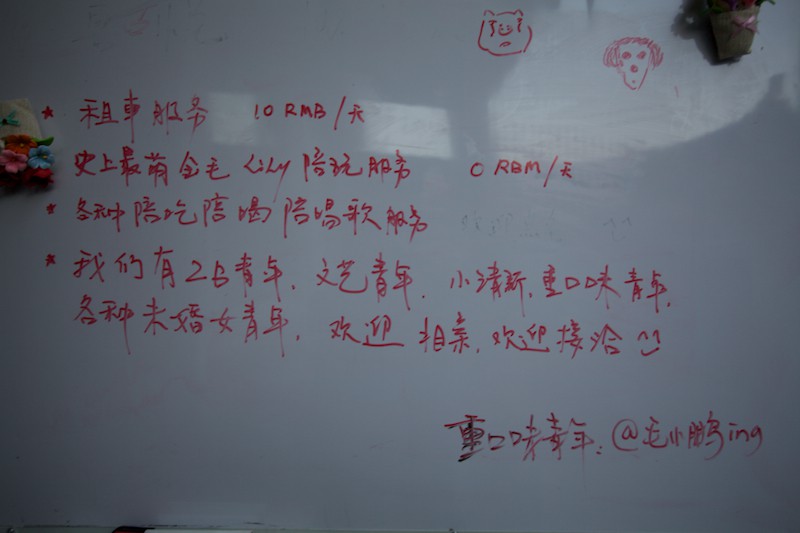 * 租車服务 10 RMB/天
史上最萌金毛 Lily 陪玩服务 0 RBM/天
* 各种陪吃陪喝陪唱歌服务
* 我们有2B青年, 文艺青年, 小清新, 重口味青年,
各种未婚女青年, 欢迎相亲, 欢迎接洽
重口味青年: @毛小鹏ing